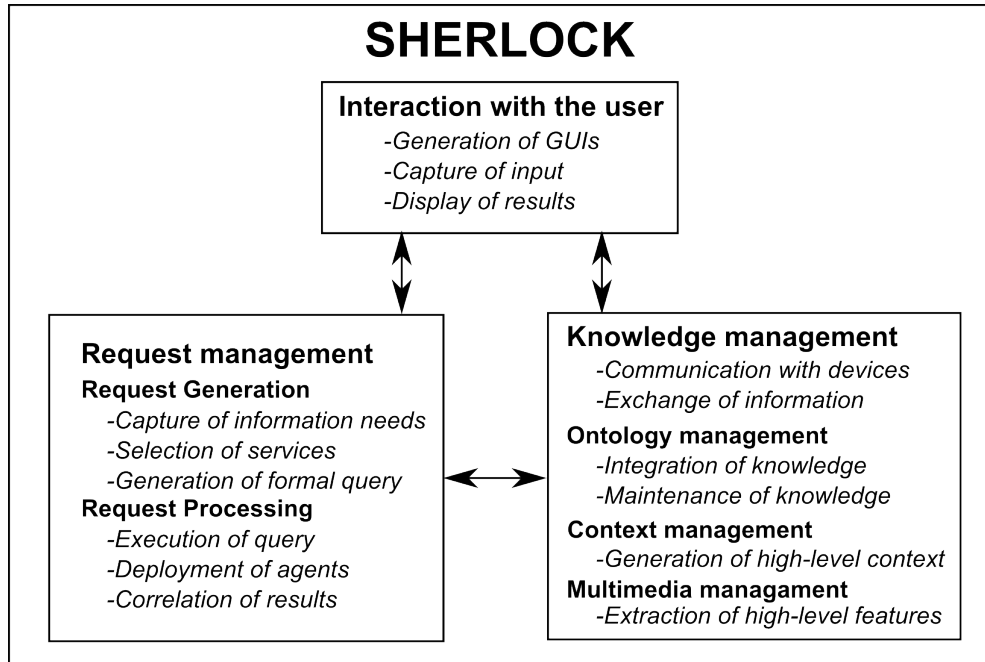 SHERLOCK
Interaction with the user
-Generation of GUIs
-Capture of input
-Display of results
Request management
Request Generation
-Capture of information needs
-Selection of services
-Generation of formal query
Request Processing
-Execution of query
-Deployment of agents
-Correlation of results
Knowledge management
-Communication with devices
-Exchange of information
Ontology management
-Integration of knowledge
-Maintenance of knowledge
Context management
-Generation of high-level context
Multimedia managament
-Extraction of high-level features